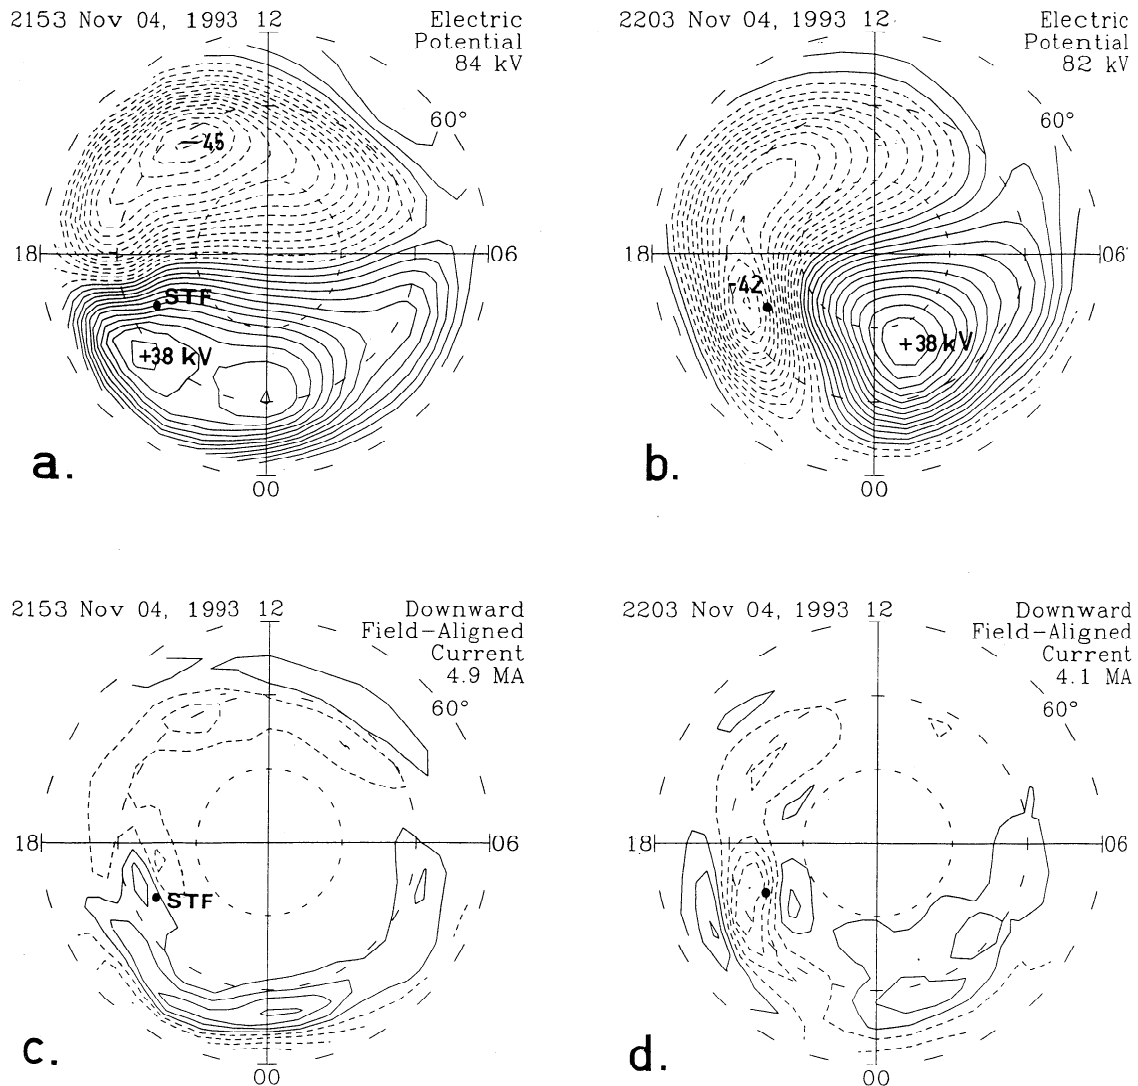 2153 Nov 04, 1993 12
Electric
Potential
84 kV
60°
−45
18
06
STF
+38 kV
00
a.
2203 Nov 04, 1993 12
Electric
Potential
82 kV
60°
18
06
-42
+38 kV
00
b.
2153 Nov 04, 1993 12
Downward
Field-Aligned
Current
4.9 MA
60°
18
06
STF
00
c.
2203 Nov 04, 1993 12
Downward
Field-Aligned
Current
4.1 MA
60°
18
06
00
d.